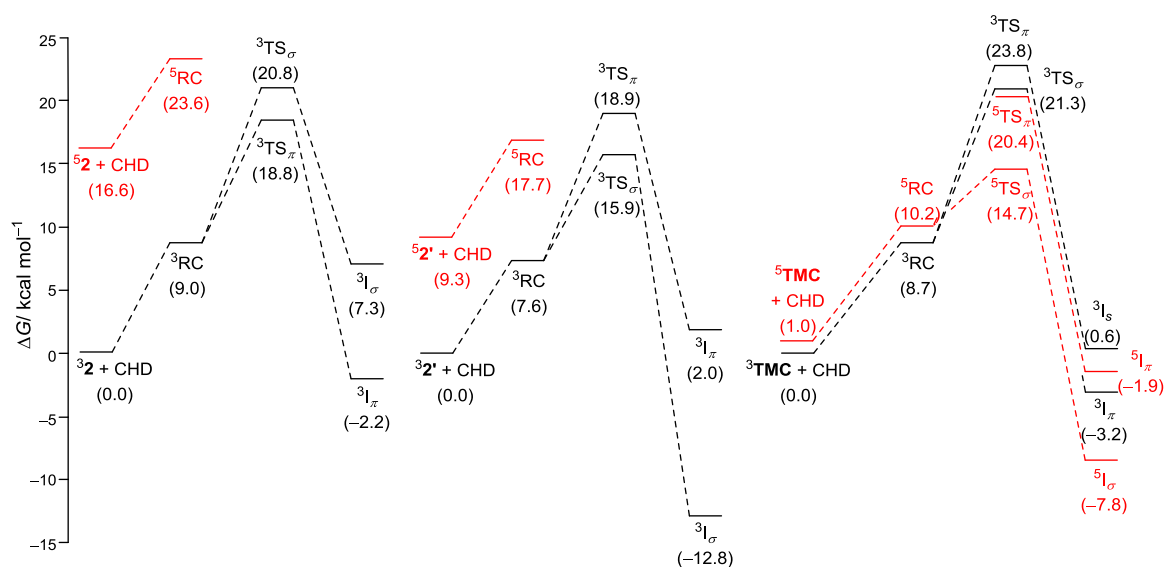 ΔG/ kcal mol⁻¹
25
20
15
10
5
0
−5
−10
−15
⁵RC
(23.6)
⁵2 + CHD
(16.6)
³TSσ
(20.8)
³TSπ
(18.8)
³RC
(9.0)
³2 + CHD
(0.0)
³Iσ
(7.3)
³Iπ
(−2.2)
⁵RC
(17.7)
⁵2' + CHD
(9.3)
³TSπ
(18.9)
³TSσ
(15.9)
³RC
(7.6)
³2' + CHD
(0.0)
³Iπ
(2.0)
³Iσ
(−12.8)
³TSπ
(23.8)
³TSσ
(21.3)
⁵TSπ
(20.4)
⁵TSσ
(14.7)
⁵RC
(10.2)
³RC
(8.7)
⁵TMC
+ CHD
(1.0)
³TMC + CHD
(0.0)
³Is
(0.6)
⁵Iπ
(−1.9)
³Iπ
(−3.2)
⁵Iσ
(−7.8)